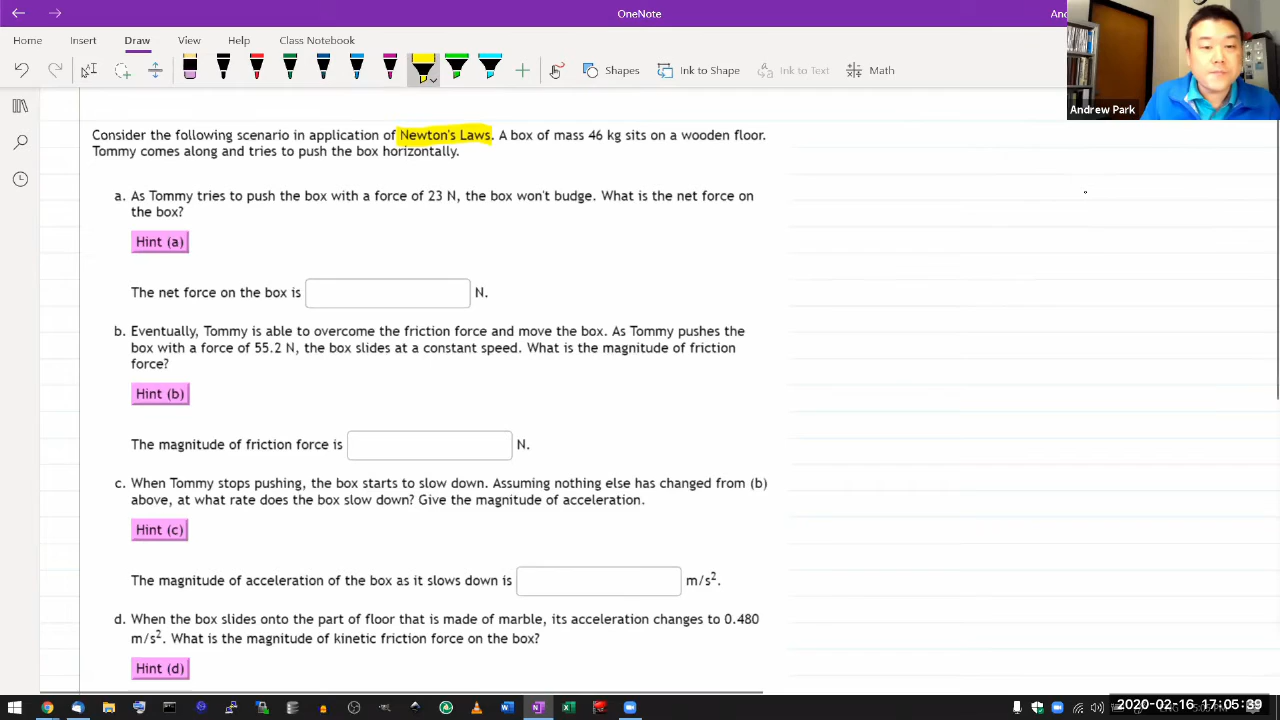 OneNote
And
Home Insert Draw View Help Class Notebook
Shapes Ink to Shape Ink to Text Math
Andrew Park
Consider the following scenario in application of Newton's Laws. A box of mass 46 kg sits on a wooden floor.
Tommy comes along and tries to push the box horizontally.
a. As Tommy tries to push the box with a force of 23 N, the box won't budge. What is the net force on
the box?
Hint (a)
The net force on the box is N.
b. Eventually, Tommy is able to overcome the friction force and move the box. As Tommy pushes the
box with a force of 55.2 N, the box slides at a constant speed. What is the magnitude of friction
force?
Hint (b)
The magnitude of friction force is N.
c. When Tommy stops pushing, the box starts to slow down. Assuming nothing else has changed from (b)
above, at what rate does the box slow down? Give the magnitude of acceleration.
Hint (c)
The magnitude of acceleration of the box as it slows down is m/s².
d. When the box slides onto the part of floor that is made of marble, its acceleration changes to 0.480
m/s². What is the magnitude of kinetic friction force on the box?
Hint (d)
2020-02-16 17:05:39